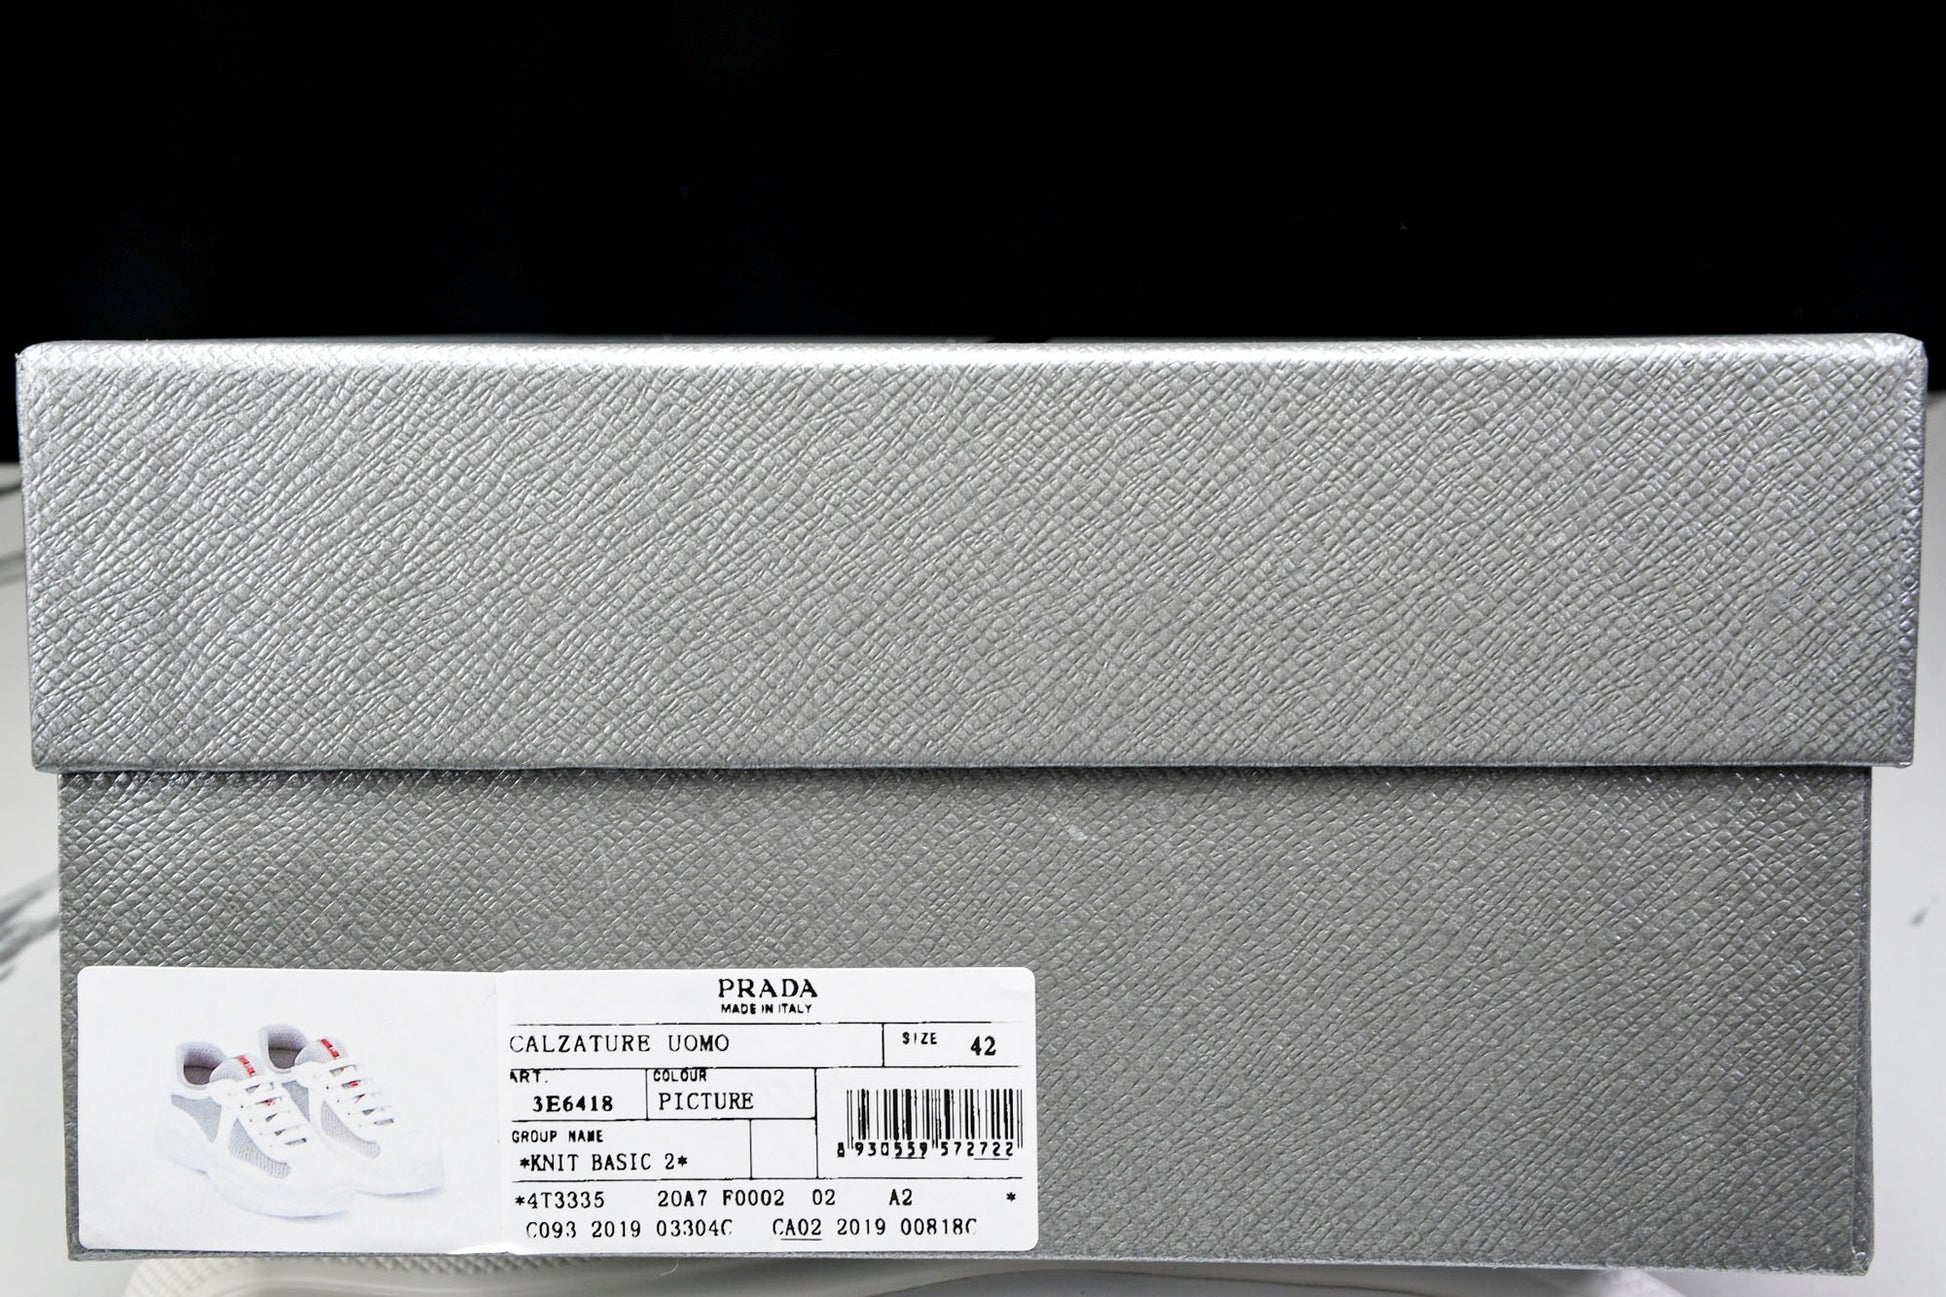 PRADA
MADE IN ITALY
CALZATURE UOMO
SIZE 42
ART. COLOUR
3E6418 PICTURE
8 930559 572722
GROUP NAME
*KNIT BASIC 2*
*4T3335 20A7 F0002 02 A2 *
C093 2019 03304C CA02 2019 00818C